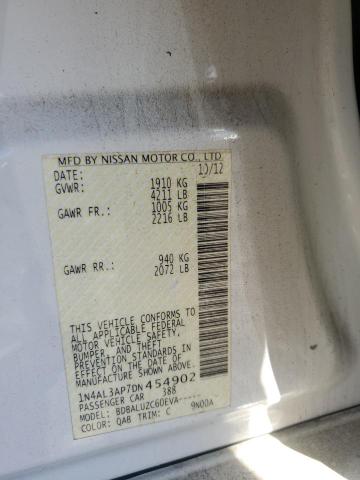 MFD BY NISSAN MOTOR CO., LTD
DATE: 10/12
GVWR: 1910 KG
4211 LB
GAWR FR.: 1005 KG
2216 LB
GAWR RR.: 940 KG
2072 LB
THIS VEHICLE CONFORMS TO
ALL APPLICABLE FEDERAL
MOTOR VEHICLE SAFETY,
BUMPER, AND THEFT
PREVENTION STANDARDS IN
EFFECT ON THE DATE OF
MANUFACTURE SHOWN ABOVE
1N4AL3AP7DN454902
PASSENGER CAR 388
MODEL: BDBALUZC60EVA-----
COLOR: QAB TRIM: C 9N00A